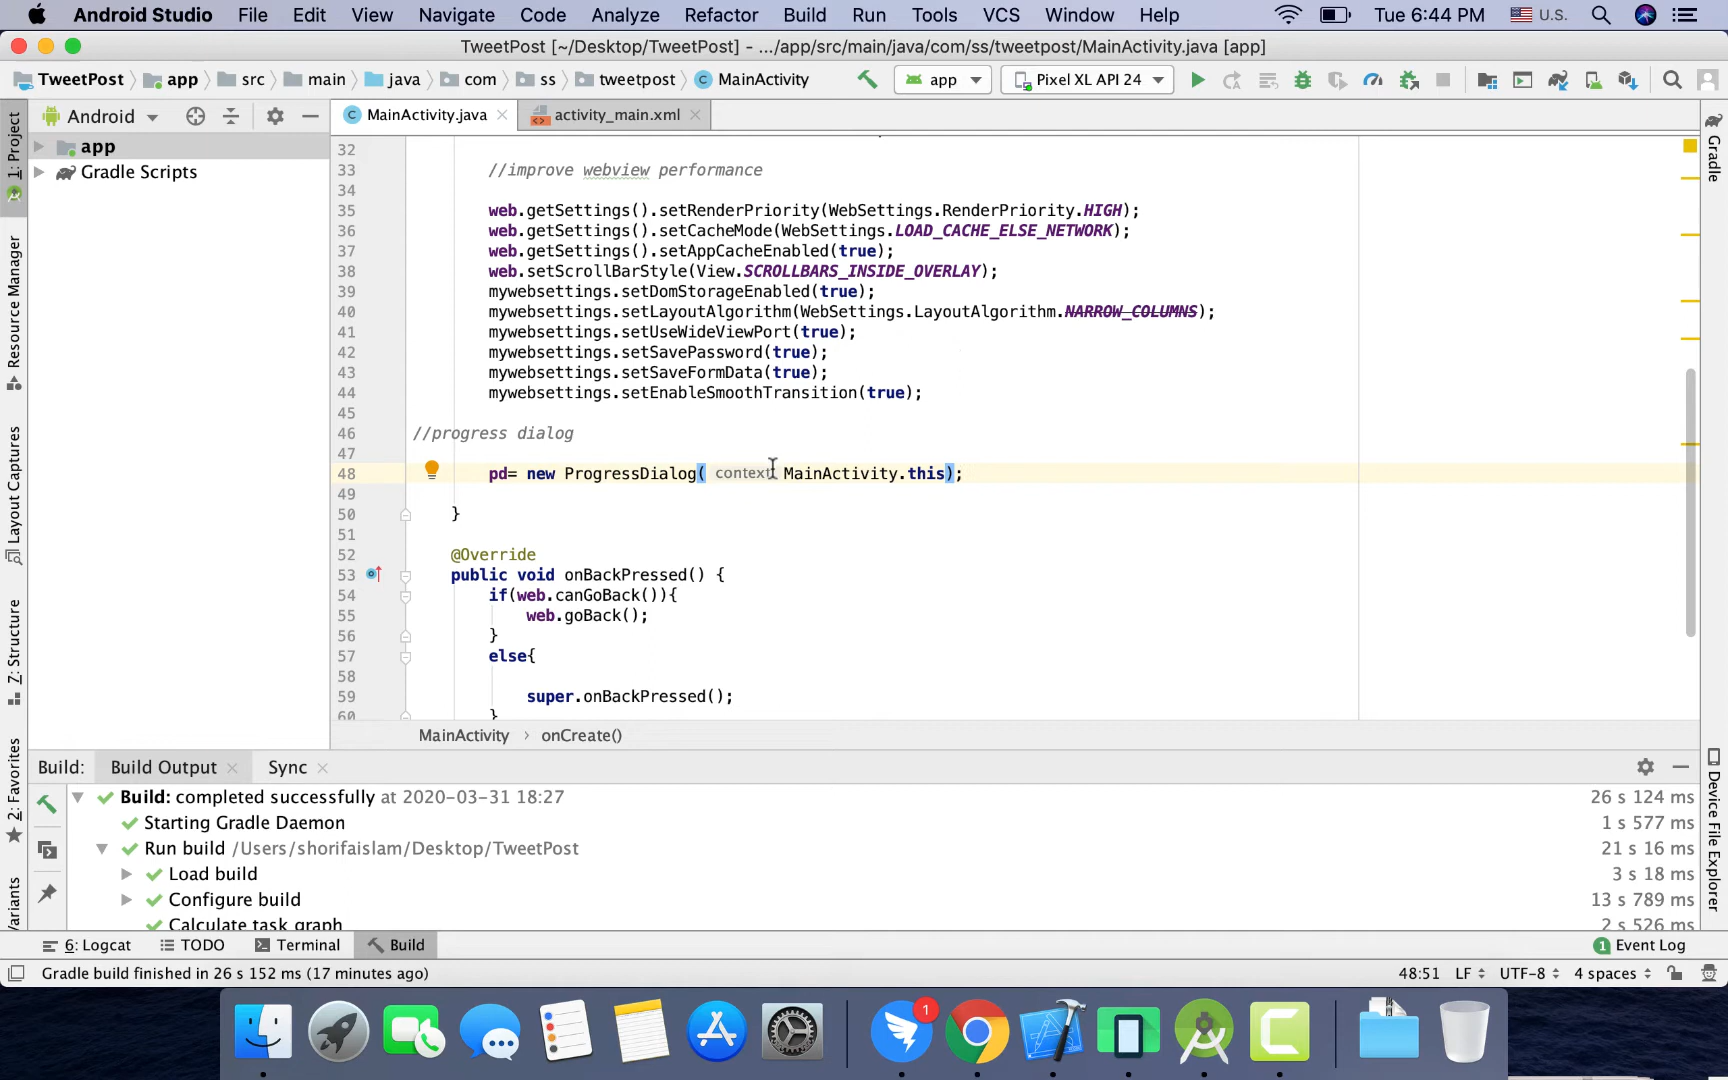 Android Studio File Edit View Navigate Code Analyze Refactor Build Run Tools VCS Window Help Tue 6:44 PM U.S.
TweetPost [~/Desktop/TweetPost] - .../app/src/main/java/com/ss/tweetpost/MainActivity.java [app]
TweetPost app src main java com ss tweetpost MainActivity app Pixel XL API 24
Android MainActivity.java activity_main.xml
app
Gradle Scripts
1: Project
Resource Manager
Layout Captures
7: Structure
2: Favorites
Gradle
Device File Explorer
32
33 //improve webview performance
34
35 web.getSettings().setRenderPriority(WebSettings.RenderPriority.HIGH);
36 web.getSettings().setCacheMode(WebSettings.LOAD_CACHE_ELSE_NETWORK);
37 web.getSettings().setAppCacheEnabled(true);
38 web.setScrollBarStyle(View.SCROLLBARS_INSIDE_OVERLAY);
39 mywebsettings.setDomStorageEnabled(true);
40 mywebsettings.setLayoutAlgorithm(WebSettings.LayoutAlgorithm.NARROW_COLUMNS);
41 mywebsettings.setUseWideViewPort(true);
42 mywebsettings.setSavePassword(true);
43 mywebsettings.setSaveFormData(true);
44 mywebsettings.setEnableSmoothTransition(true);
45
46 //progress dialog
47
48 pd= new ProgressDialog( context: MainActivity.this);
49
50 }
51
52 @Override
53 public void onBackPressed() {
54 if(web.canGoBack()){
55 web.goBack();
56 }
57 else{
58
59 super.onBackPressed();
60 }
MainActivity › onCreate()
Build: Build Output Sync
Build: completed successfully at 2020-03-31 18:27 26 s 124 ms
Starting Gradle Daemon 1 s 577 ms
Run build /Users/shorifaislam/Desktop/TweetPost 21 s 16 ms
Load build 3 s 18 ms
Configure build 13 s 789 ms
Calculate task graph 2 s 526 ms
6: Logcat TODO Terminal Build 1 Event Log
Gradle build finished in 26 s 152 ms (17 minutes ago) 48:51 LF UTF-8 4 spaces
1